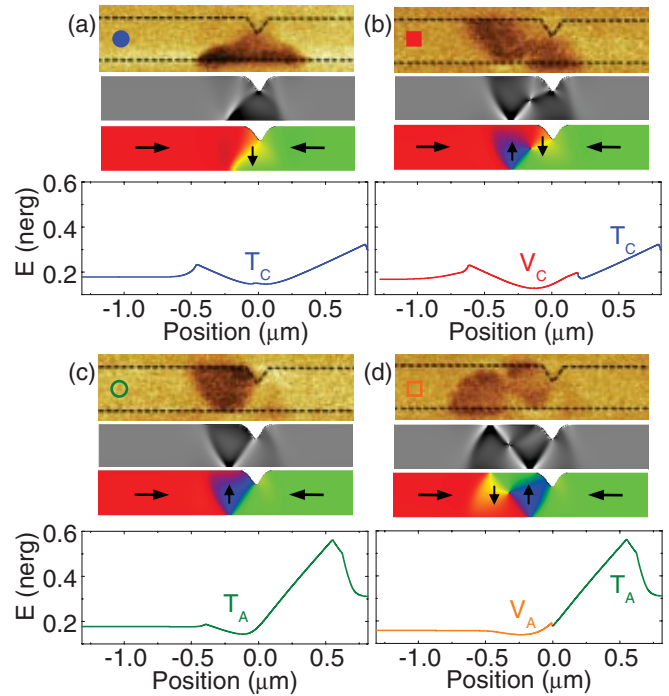 (a) (b)
0.6
0.4
0.2
E (nerg)
T_C
-1.0 -0.5 0.0 0.5
Position (μm)
V_C
T_C
-1.0 -0.5 0.0 0.5
Position (μm)
(c) (d)
0.6
0.4
0.2
E (nerg)
T_A
-1.0 -0.5 0.0 0.5
Position (μm)
V_A
T_A
-1.0 -0.5 0.0 0.5
Position (μm)